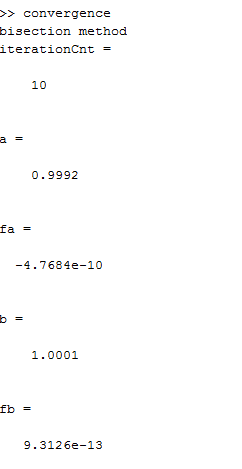 >> convergence
bisection method
iterationCnt =
10
a =
0.9992
fa =
-4.7684e-10
b =
1.0001
fb =
9.3126e-13